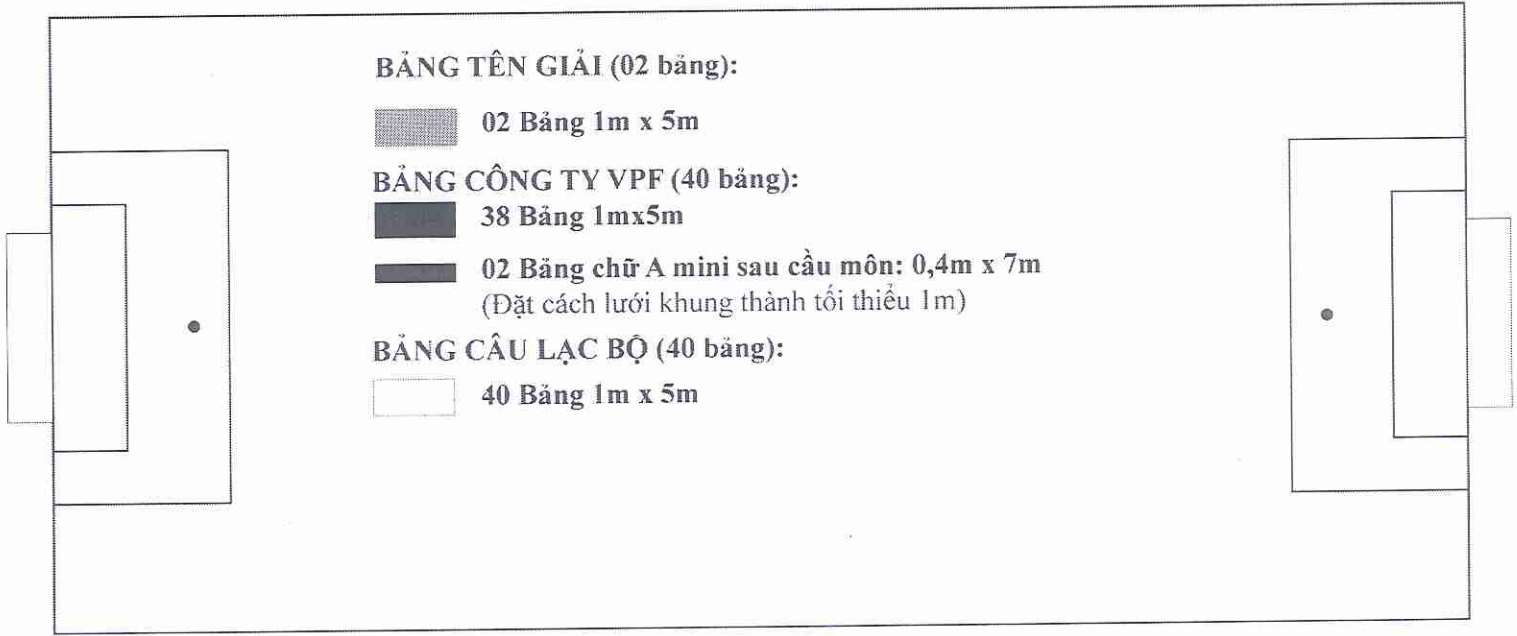 BẢNG TÊN GIẢI (02 bảng):
02 Bảng 1m x 5m
BẢNG CÔNG TY VPF (40 bảng):
38 Bảng 1mx5m
02 Bảng chữ A mini sau cầu môn: 0,4m x 7m
(Đặt cách lưới khung thành tối thiểu 1m)
BẢNG CÂU LẠC BỘ (40 bảng):
40 Bảng 1m x 5m